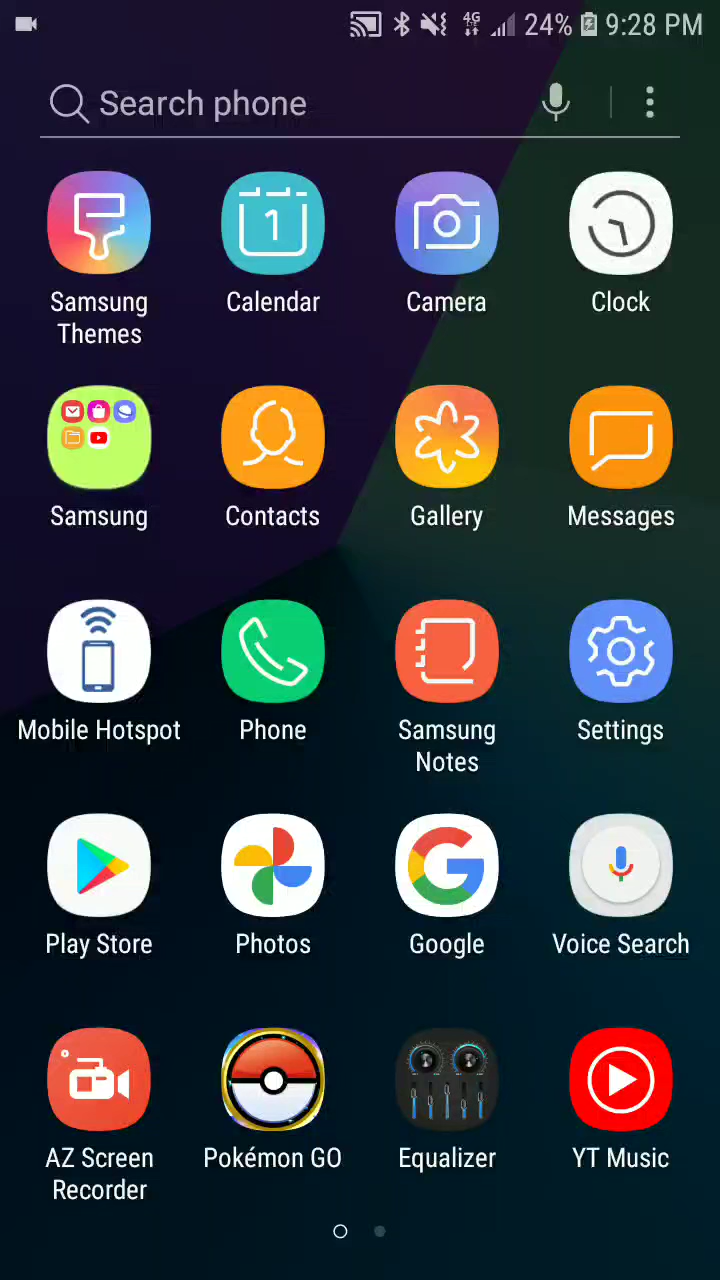 4G 24% 9:28 PM
Search phone
Samsung Themes
1
Calendar
Camera
Clock
Samsung
Contacts
Gallery
Messages
Mobile Hotspot
Phone
Samsung Notes
Settings
Play Store
Photos
Google
Voice Search
AZ Screen Recorder
Pokémon GO
Equalizer
YT Music